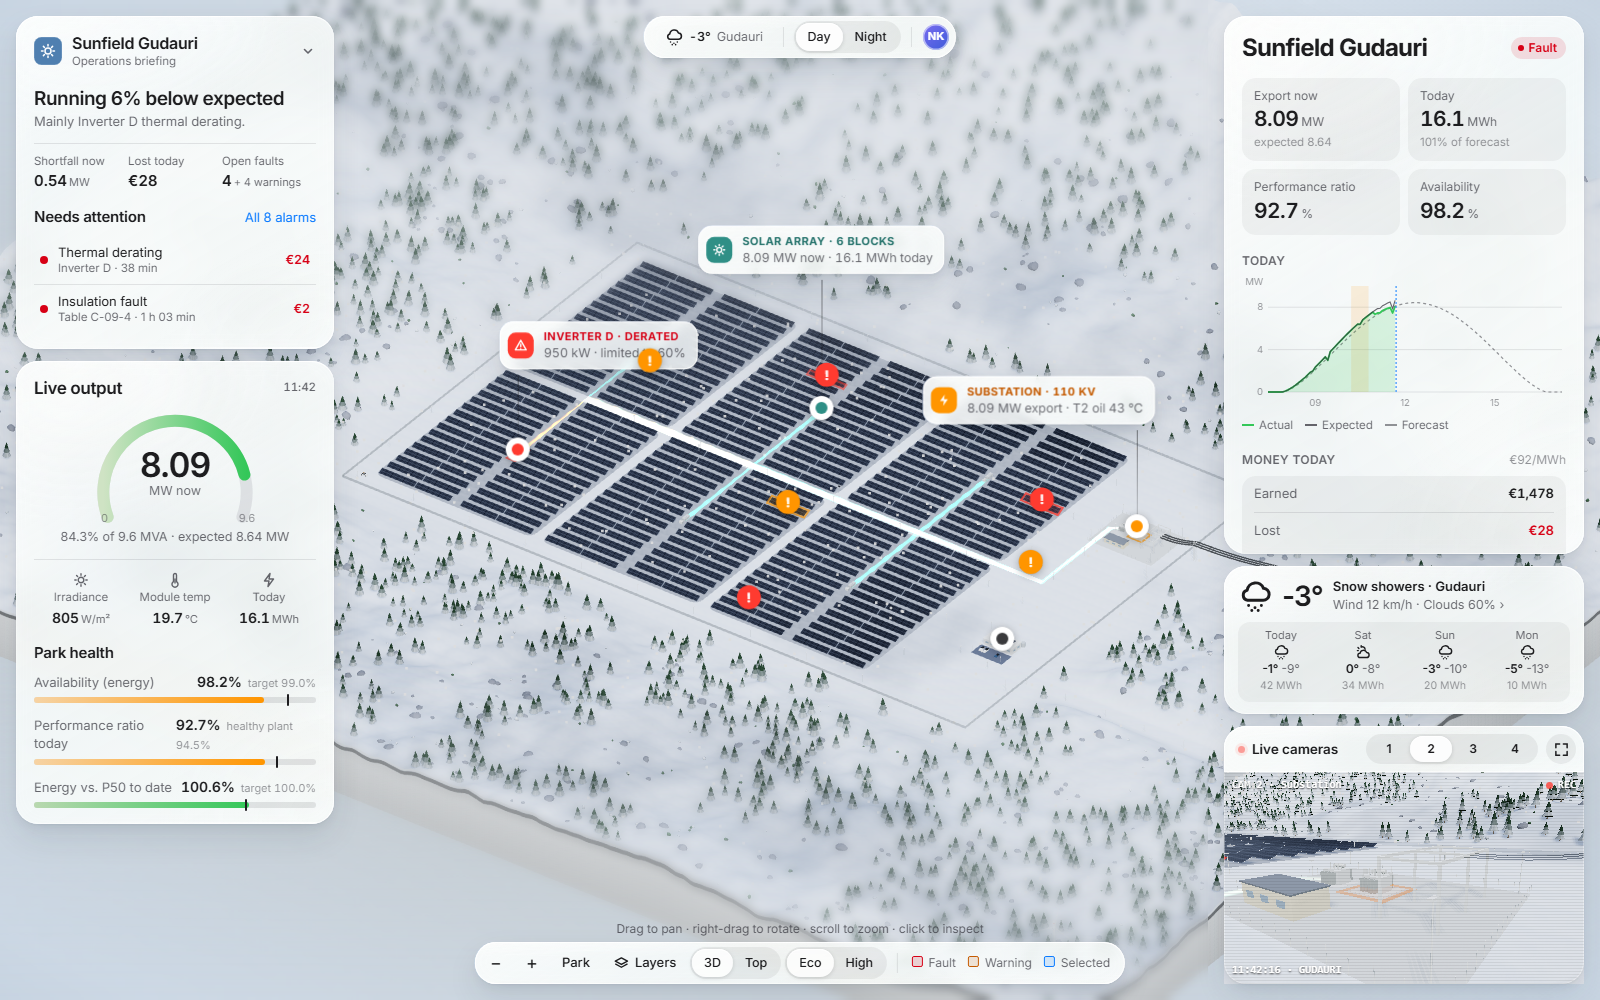 Sunfield Gudauri
Operations briefing
Running 6% below expected
Mainly Inverter D thermal derating.
Shortfall now
0.54 MW
Lost today
€28
Open faults
4 + 4 warnings
Needs attention
All 8 alarms
Thermal derating
Inverter D · 38 min
€24
Insulation fault
Table C-09-4 · 1 h 03 min
€2
Live output
11:42
8.09
MW now
0
9.6
84.3% of 9.6 MVA · expected 8.64 MW
Irradiance
805 W/m²
Module temp
19.7 °C
Today
16.1 MWh
Park health
Availability (energy)
98.2% target 99.0%
Performance ratio today
92.7% healthy plant 94.5%
Energy vs. P50 to date
100.6% target 100.0%
-3° Gudauri
Day
Night
NK
SOLAR ARRAY · 6 BLOCKS
8.09 MW now · 16.1 MWh today
INVERTER D · DERATED
950 kW · limited 60%
SUBSTATION · 110 KV
8.09 MW export · T2 oil 43 °C
Drag to pan · right-drag to rotate · scroll to zoom · click to inspect
−
+
Park
Layers
3D
Top
Eco
High
Fault
Warning
Selected
Sunfield Gudauri
Fault
Export now
8.09 MW
expected 8.64
Today
16.1 MWh
101% of forecast
Performance ratio
92.7 %
Availability
98.2 %
TODAY
MW
8
4
0
09
12
15
Actual
Expected
Forecast
MONEY TODAY
€92/MWh
Earned
€1,478
Lost
€28
-3°
Snow showers · Gudauri
Wind 12 km/h · Clouds 60% ›
Today
-1° -9°
42 MWh
Sat
0° -8°
34 MWh
Sun
-3° -10°
20 MWh
Mon
-5° -13°
10 MWh
Live cameras
1
2
3
4
Substation
REC
11:42:16 · GUDAURI